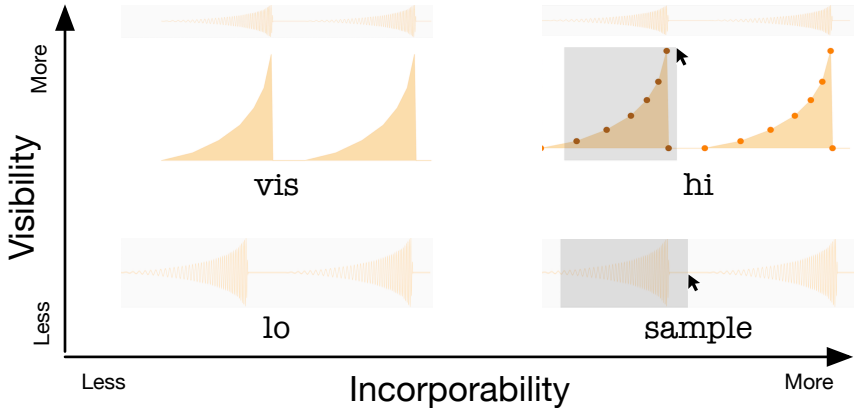 More
Visibility
Less
vis
hi
lo
sample
Less
Incorporability
More